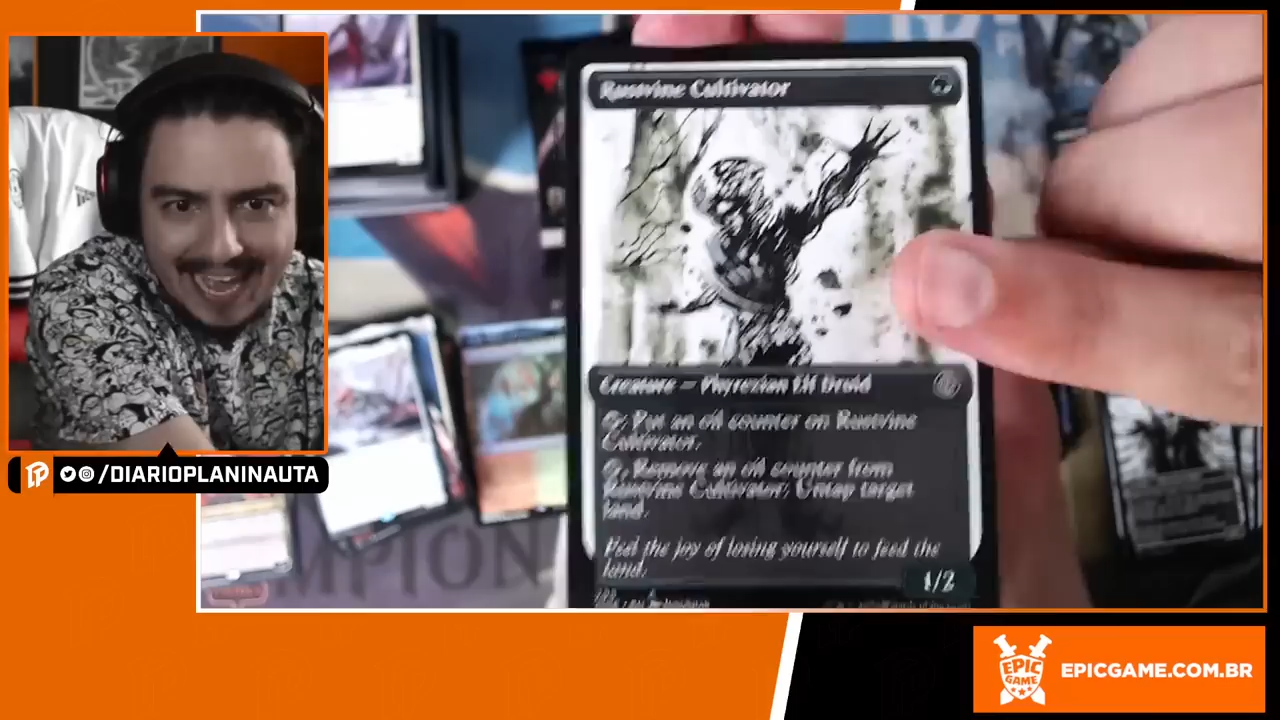 Rustvine Cultivator
Creature — Phyrexian Elf Druid
: Put an oil counter on Rustvine
Cultivator.
, Remove an oil counter from
Rustvine Cultivator: Untap target
land.
Feel the joy of losing yourself to feed the
land.
1/2
/DIARIOPLANINAUTA
MPION
EPIC
GAME
EPICGAME.COM.BR